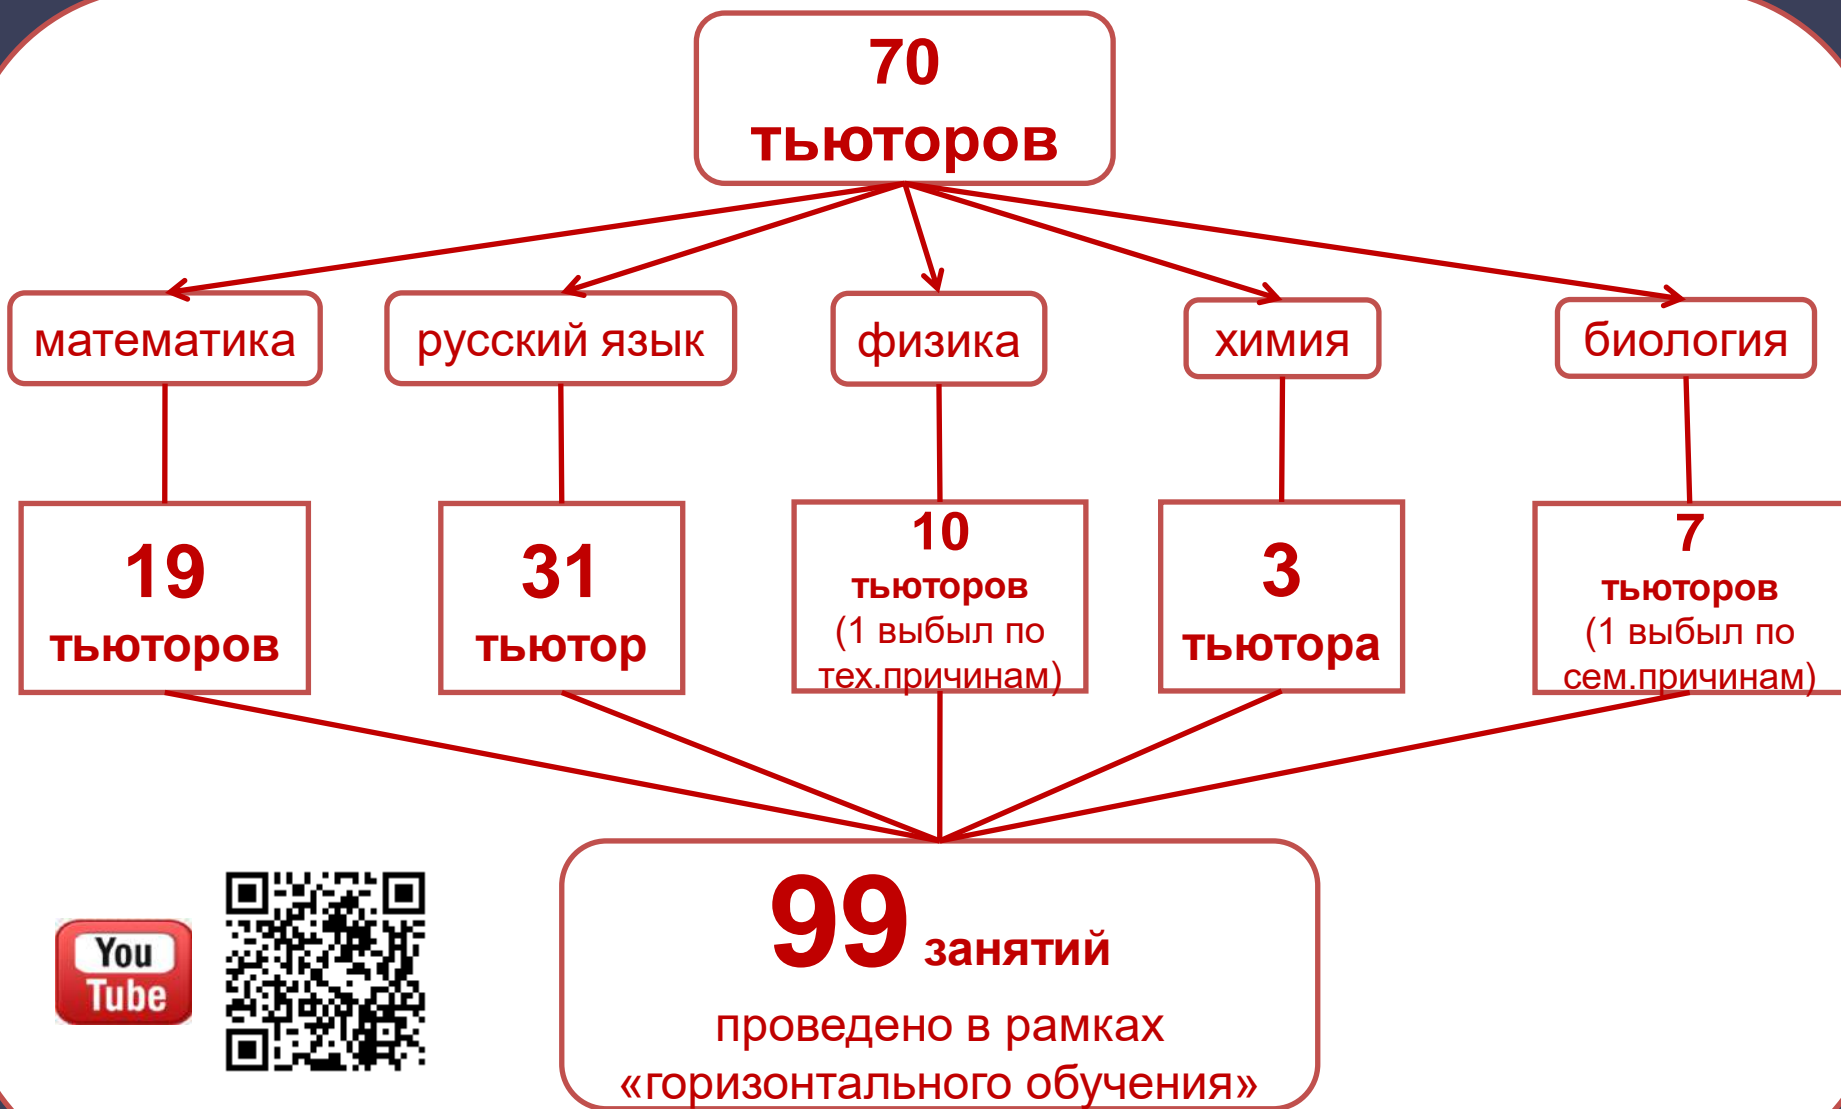 70
тьюторов
математика
русский язык
физика
химия
биология
19
тьюторов
31
тьютор
10
тьюторов
(1 выбыл по
тех.причинам)
3
тьютора
7
тьюторов
(1 выбыл по
сем.причинам)
You
Tube
99 занятий
проведено в рамках
«горизонтального обучения»